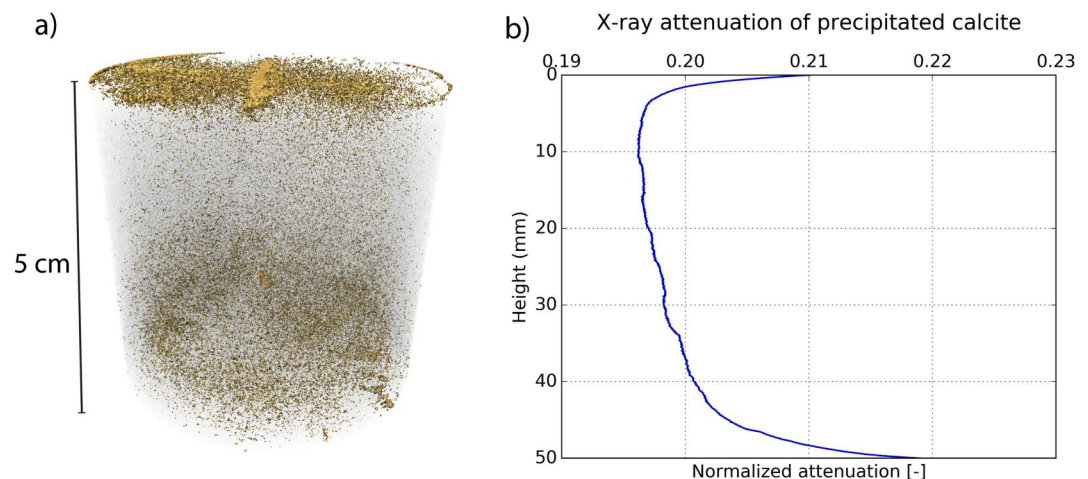 a)
5 cm
b)
X-ray attenuation of precipitated calcite
0.19 0.20 0.21 0.22 0.23
0
10
20
30
40
50
Height (mm)
Normalized attenuation [-]